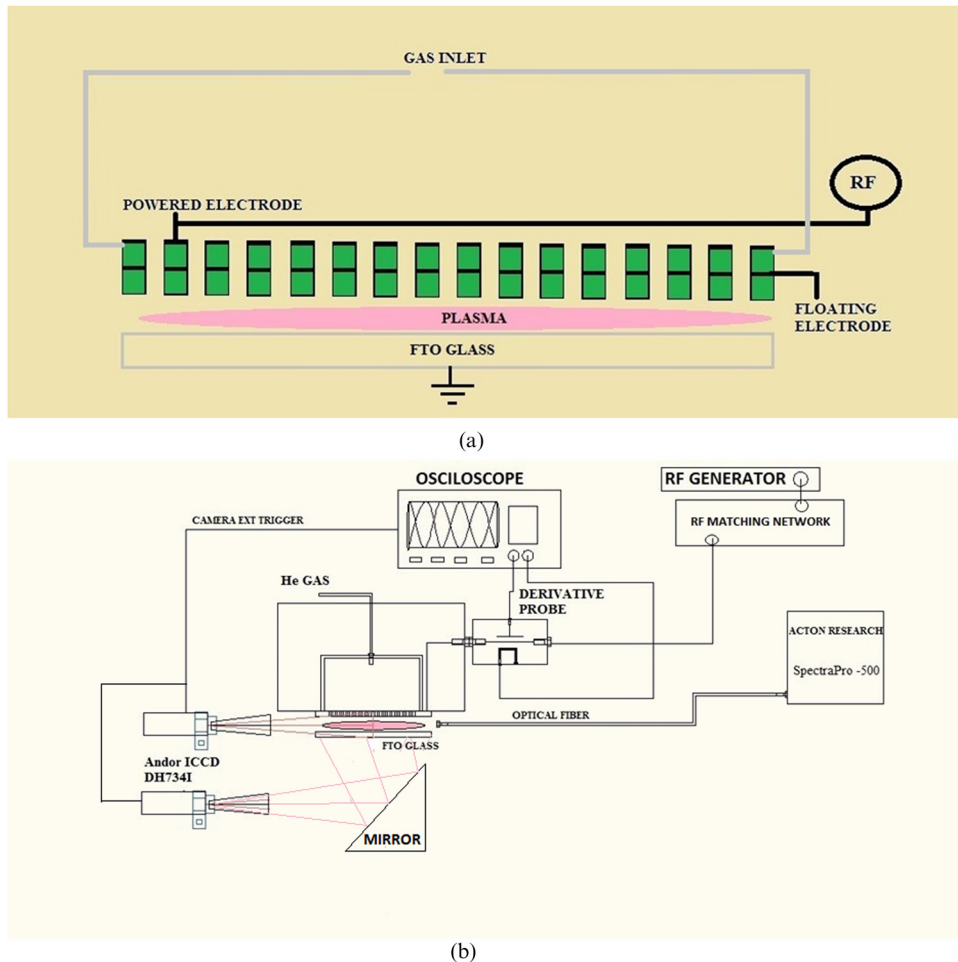 GAS INLET
RF
POWERED ELECTRODE
FLOATING
ELECTRODE
PLASMA
FTO GLASS
(a)
OSCILOSCOPE
RF GENERATOR
CAMERA EXT TRIGGER
RF MATCHING NETWORK
He GAS
DERIVATIVE
PROBE
ACTON RESEARCH
SpectraPro -500
OPTICAL FIBER
FTO GLASS
Andor ICCD
DH734I
MIRROR
(b)